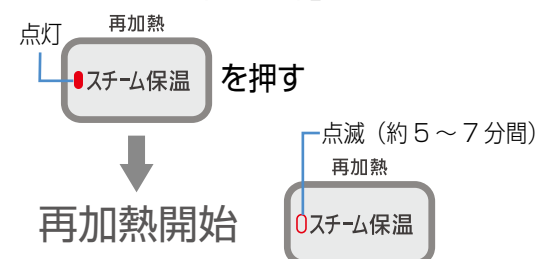 点灯
再加熱
スチーム保温 を押す
再加熱開始
点滅（約５～７分間）
再加熱
スチーム保温